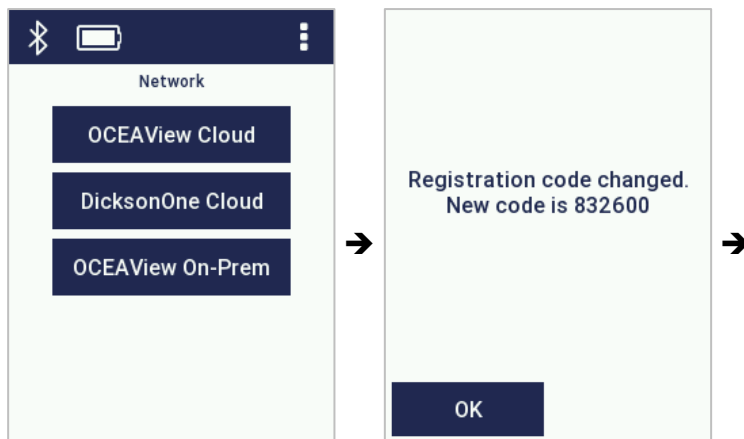 Network
OCEAView Cloud
DicksonOne Cloud
OCEAView On-Prem
➔
Registration code changed.
New code is 832600
OK
➔